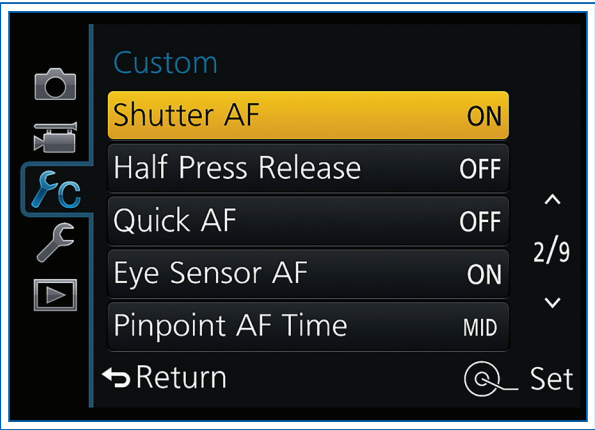 Custom
Shutter AF ON
Half Press Release OFF
Quick AF OFF
Eye Sensor AF ON
Pinpoint AF Time MID
2/9
Return Set
C